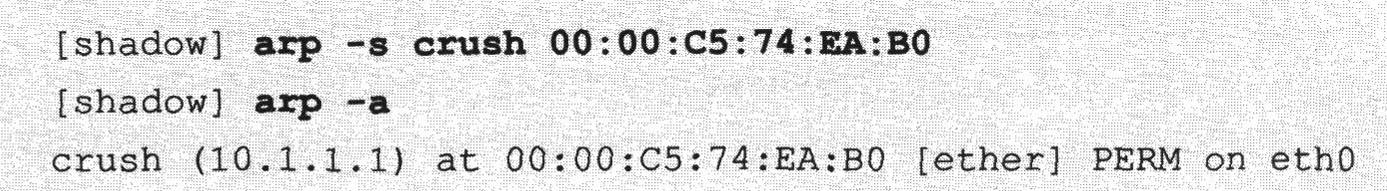 [shadow] arp -s crush 00:00:C5:74:EA:B0
[shadow] arp -a
crush (10.1.1.1) at 00:00:C5:74:EA:B0 [ether] PERM on eth0